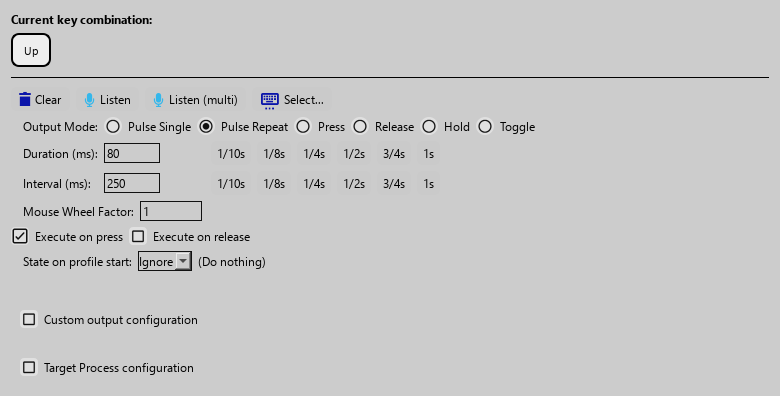 Current key combination:
Up
Clear Listen Listen (multi) Select...
Output Mode: Pulse Single Pulse Repeat Press Release Hold Toggle
Duration (ms): 80 1/10s 1/8s 1/4s 1/2s 3/4s 1s
Interval (ms): 250 1/10s 1/8s 1/4s 1/2s 3/4s 1s
Mouse Wheel Factor: 1
Execute on press Execute on release
State on profile start: Ignore (Do nothing)
Custom output configuration
Target Process configuration